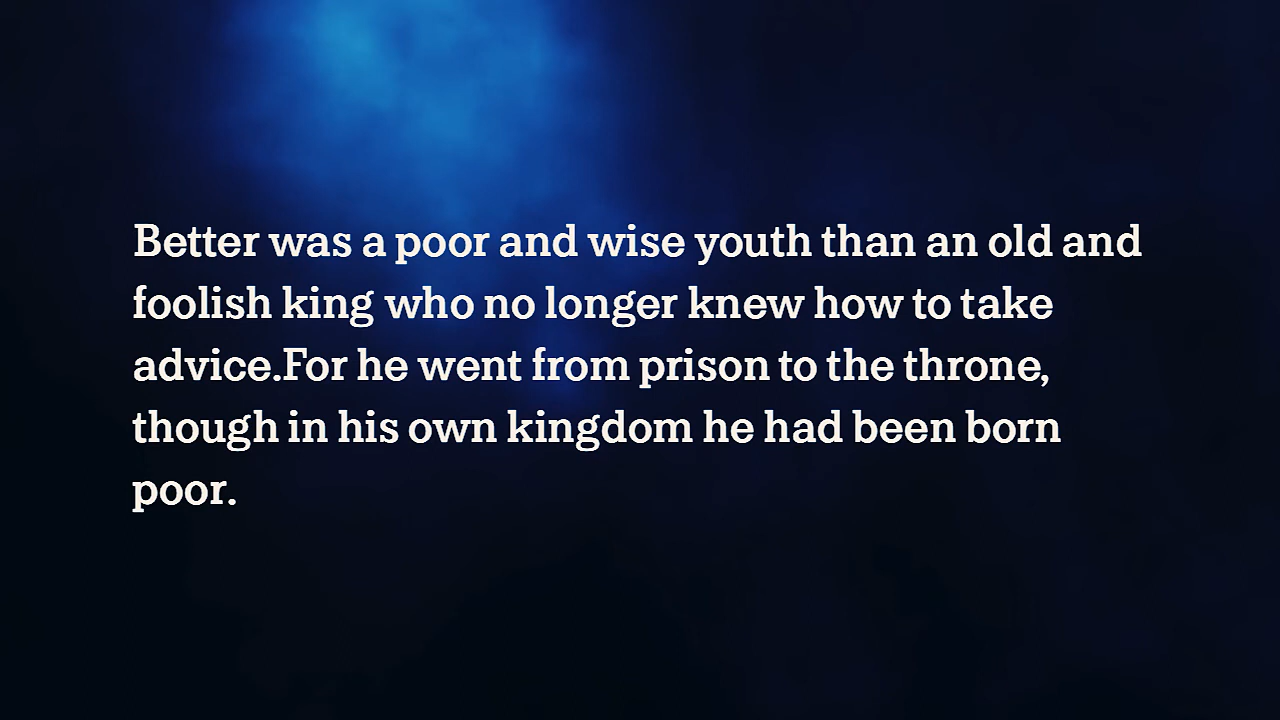 Better was a poor and wise youth than an old and
foolish king who no longer knew how to take
advice.For he went from prison to the throne,
though in his own kingdom he had been born
poor.